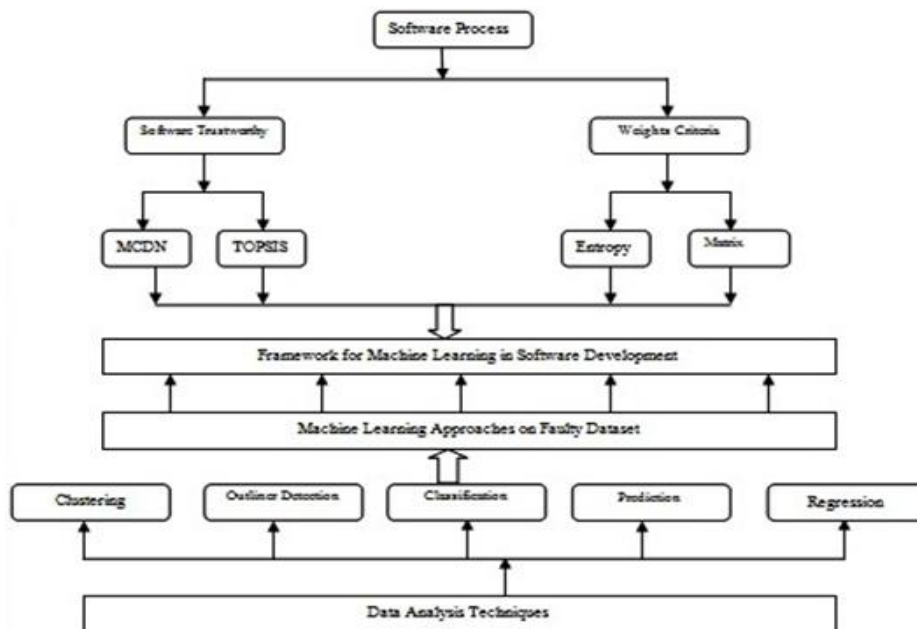 Software Process
Software Trustworthy
Weights Criteria
MCDN
TOPSIS
Entropy
Matrix
Framework for Machine Learning in Software Development
Machine Learning Approaches on Faulty Dataset
Clustering
Outliner Detection
Classification
Prediction
Regression
Data Analysis Techniques